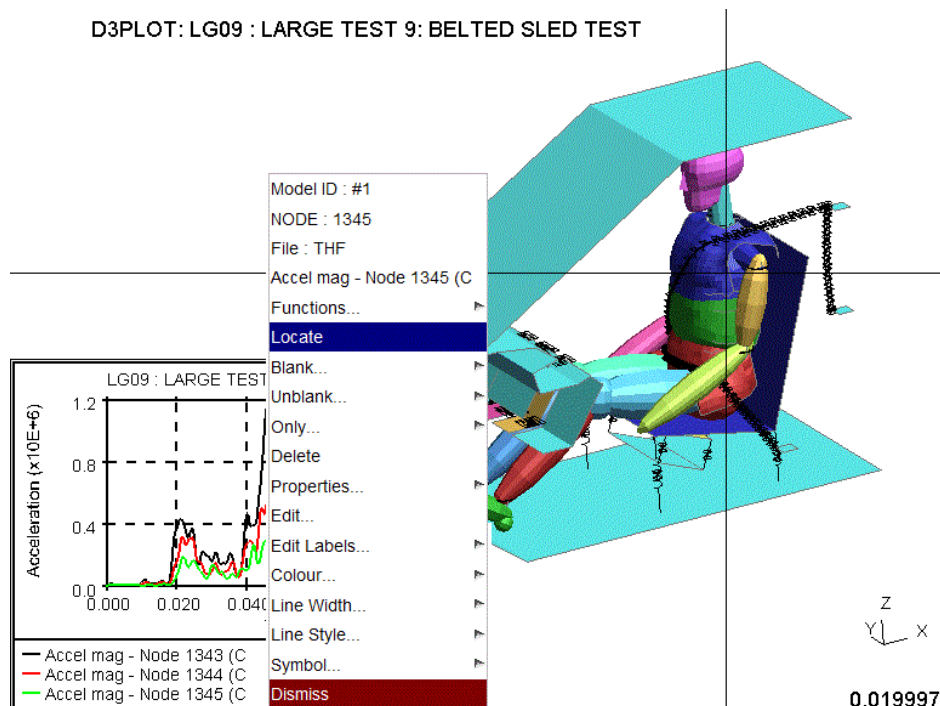 D3PLOT: LG09 : LARGE TEST 9: BELTED SLED TEST
Model ID : #1
NODE : 1345
File : THF
Accel mag - Node 1345 (C
Functions...
Locate
Blank...
Unblank...
Only...
Delete
Properties...
Edit...
Edit Labels...
Colour...
Line Width...
Line Style...
Symbol...
Dismiss
LG09 : LARGE TEST
Acceleration (x10E+6)
1.2
0.8
0.4
0.0
0.000 0.020 0.040
Accel mag - Node 1343 (C
Accel mag - Node 1344 (C
Accel mag - Node 1345 (C
Z
Y X
0.019997